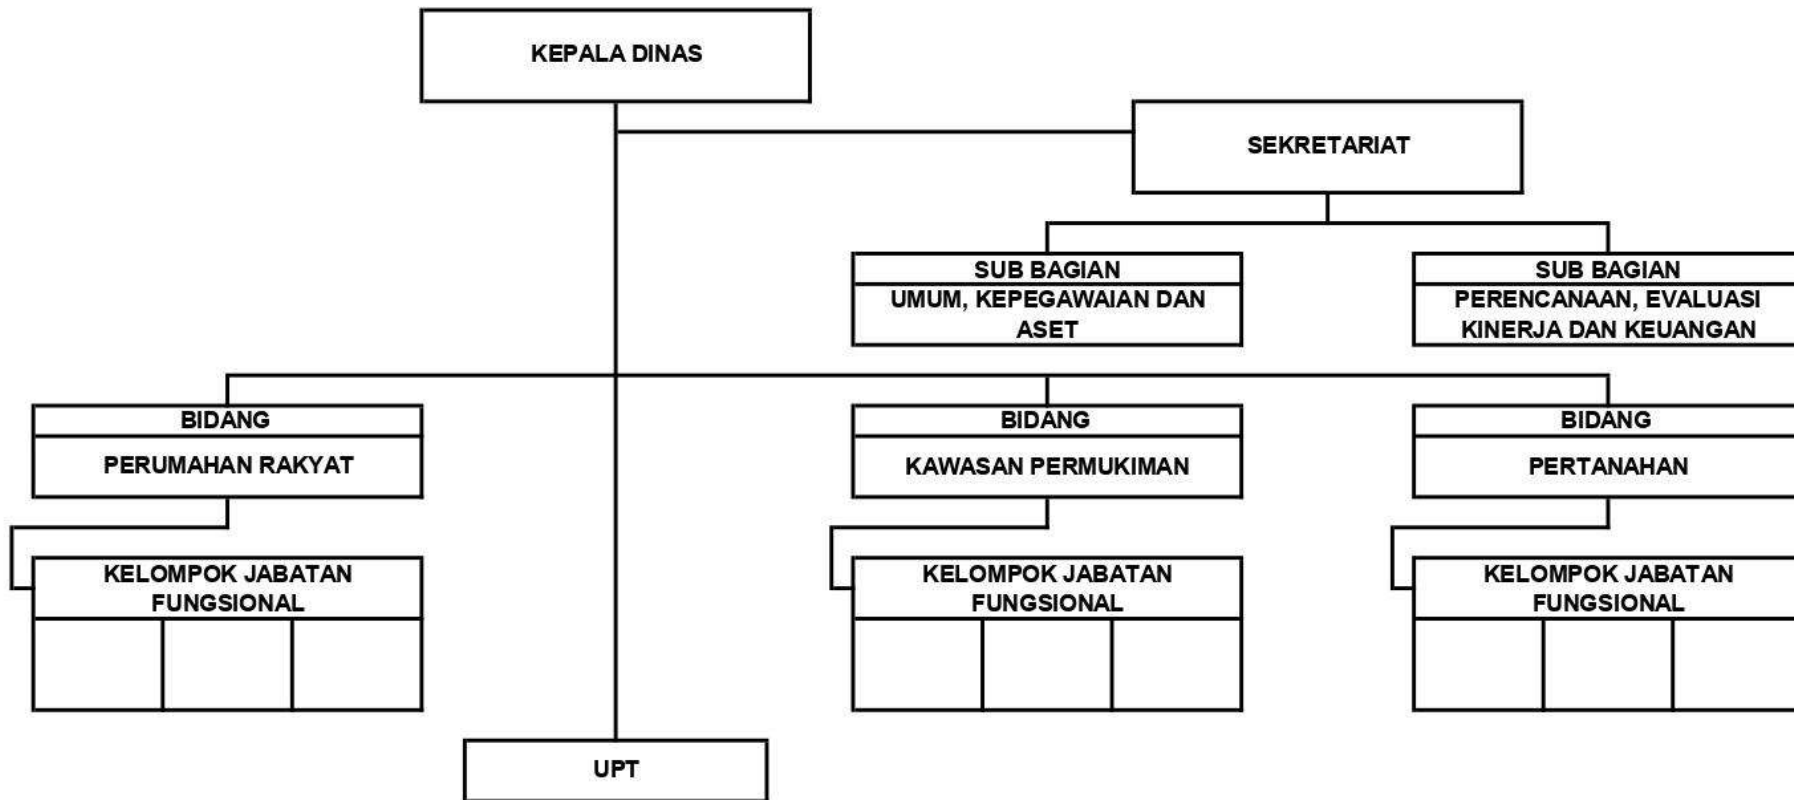 KEPALA DINAS
SEKRETARIAT
SUB BAGIAN
UMUM, KEPEGAWAIAN DAN
ASET
SUB BAGIAN
PERENCANAAN, EVALUASI
KINERJA DAN KEUANGAN
BIDANG
PERUMAHAN RAKYAT
BIDANG
KAWASAN PERMUKIMAN
BIDANG
PERTANAHAN
KELOMPOK JABATAN
FUNGSIONAL
KELOMPOK JABATAN
FUNGSIONAL
KELOMPOK JABATAN
FUNGSIONAL
UPT